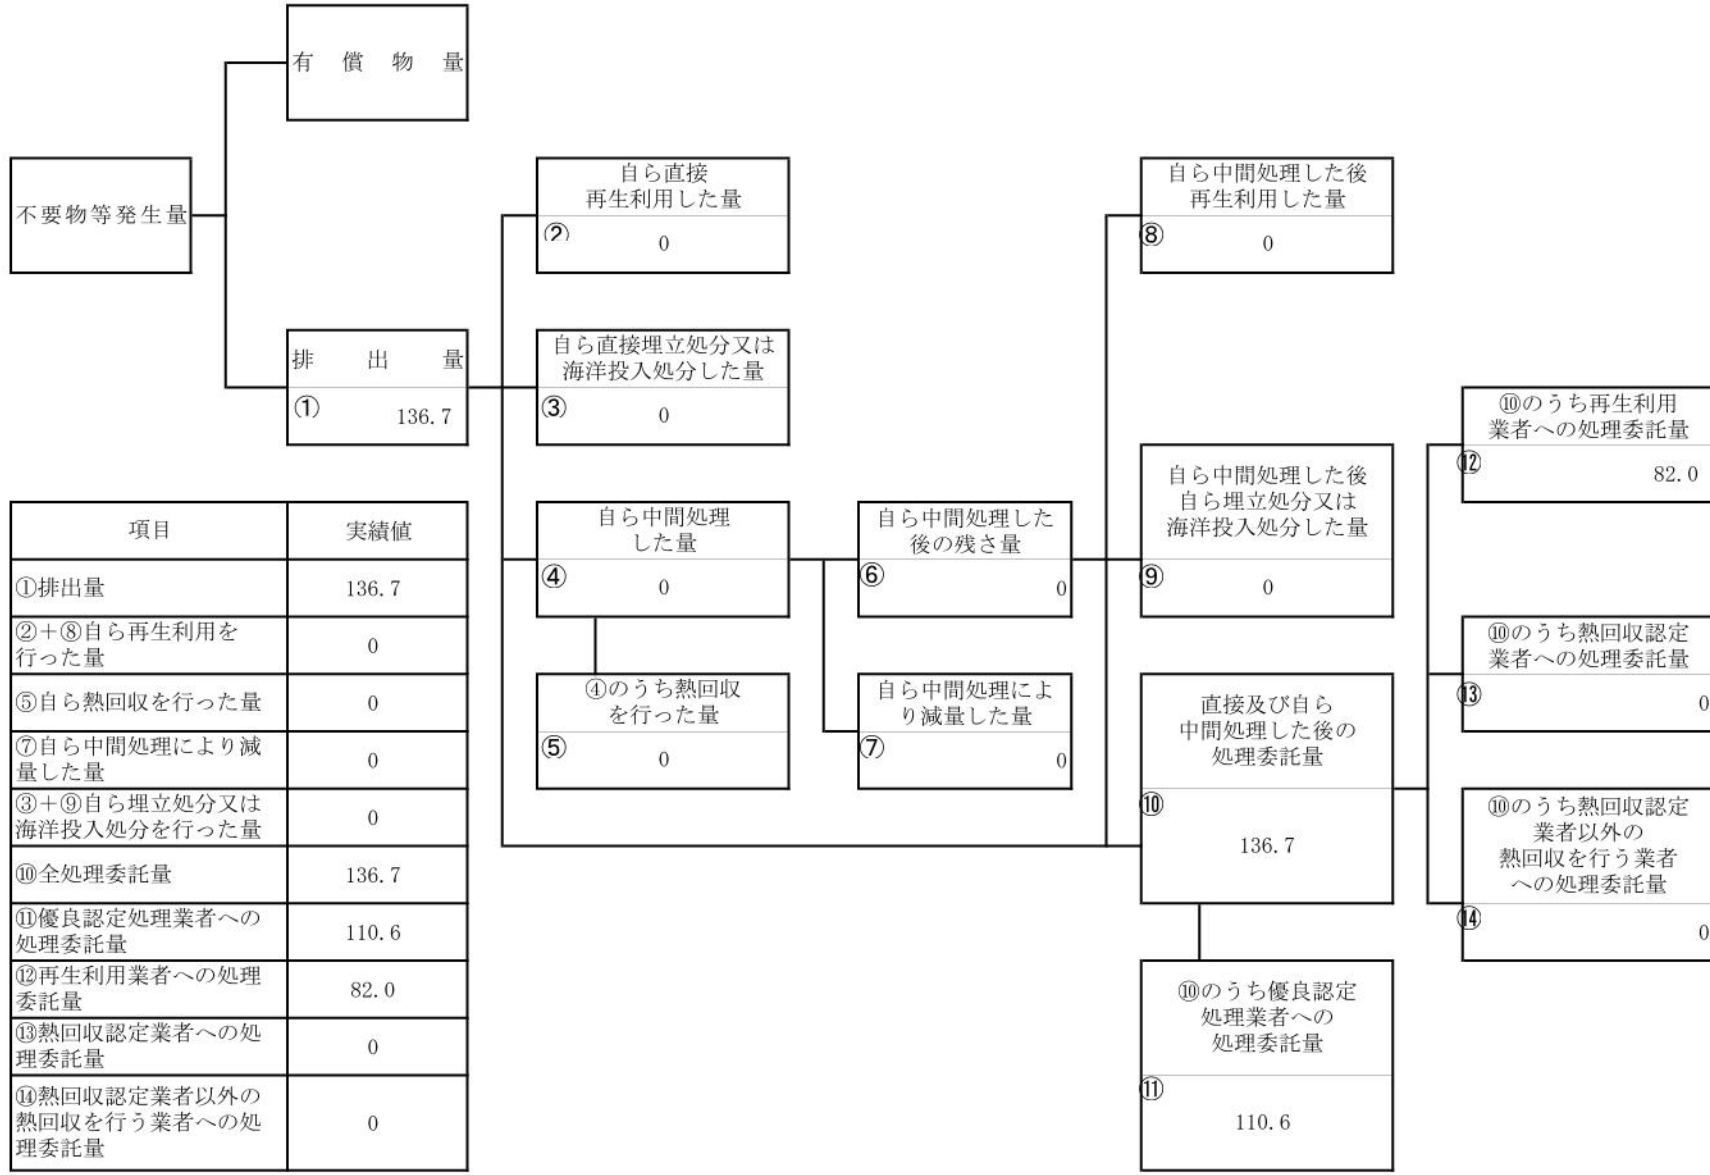 有償物量
不要物等発生量
排出量
①
136.7
自ら直接
再生利用した量
②
0
自ら直接埋立処分又は
海洋投入処分した量
③
0
自ら中間処理
した量
④
0
④のうち熱回収
を行った量
⑤
0
自ら中間処理した
後の残さ量
⑥
0
自ら中間処理によ
り減量した量
⑦
0
自ら中間処理した後
再生利用した量
⑧
0
自ら中間処理した後
自ら埋立処分又は
海洋投入処分した量
⑨
0
直接及び自ら
中間処理した後の
処理委託量
⑩
136.7
⑩のうち優良認定
処理業者への
処理委託量
⑪
110.6
⑩のうち再生利用
業者への処理委託量
⑫
82.0
⑩のうち熱回収認定
業者への処理委託量
⑬
0
⑩のうち熱回収認定
業者以外の
熱回収を行う業者
への処理委託量
⑭
0
項目 実績値
①排出量 136.7
②＋⑧自ら再生利用を
行った量 0
⑤自ら熱回収を行った量 0
⑦自ら中間処理により減
量した量 0
③＋⑨自ら埋立処分又は
海洋投入処分を行った量 0
⑩全処理委託量 136.7
⑪優良認定処理業者への
処理委託量 110.6
⑫再生利用業者への処理
委託量 82.0
⑬熱回収認定業者への処
理委託量 0
⑭熱回収認定業者以外の
熱回収を行う業者への処
理委託量 0